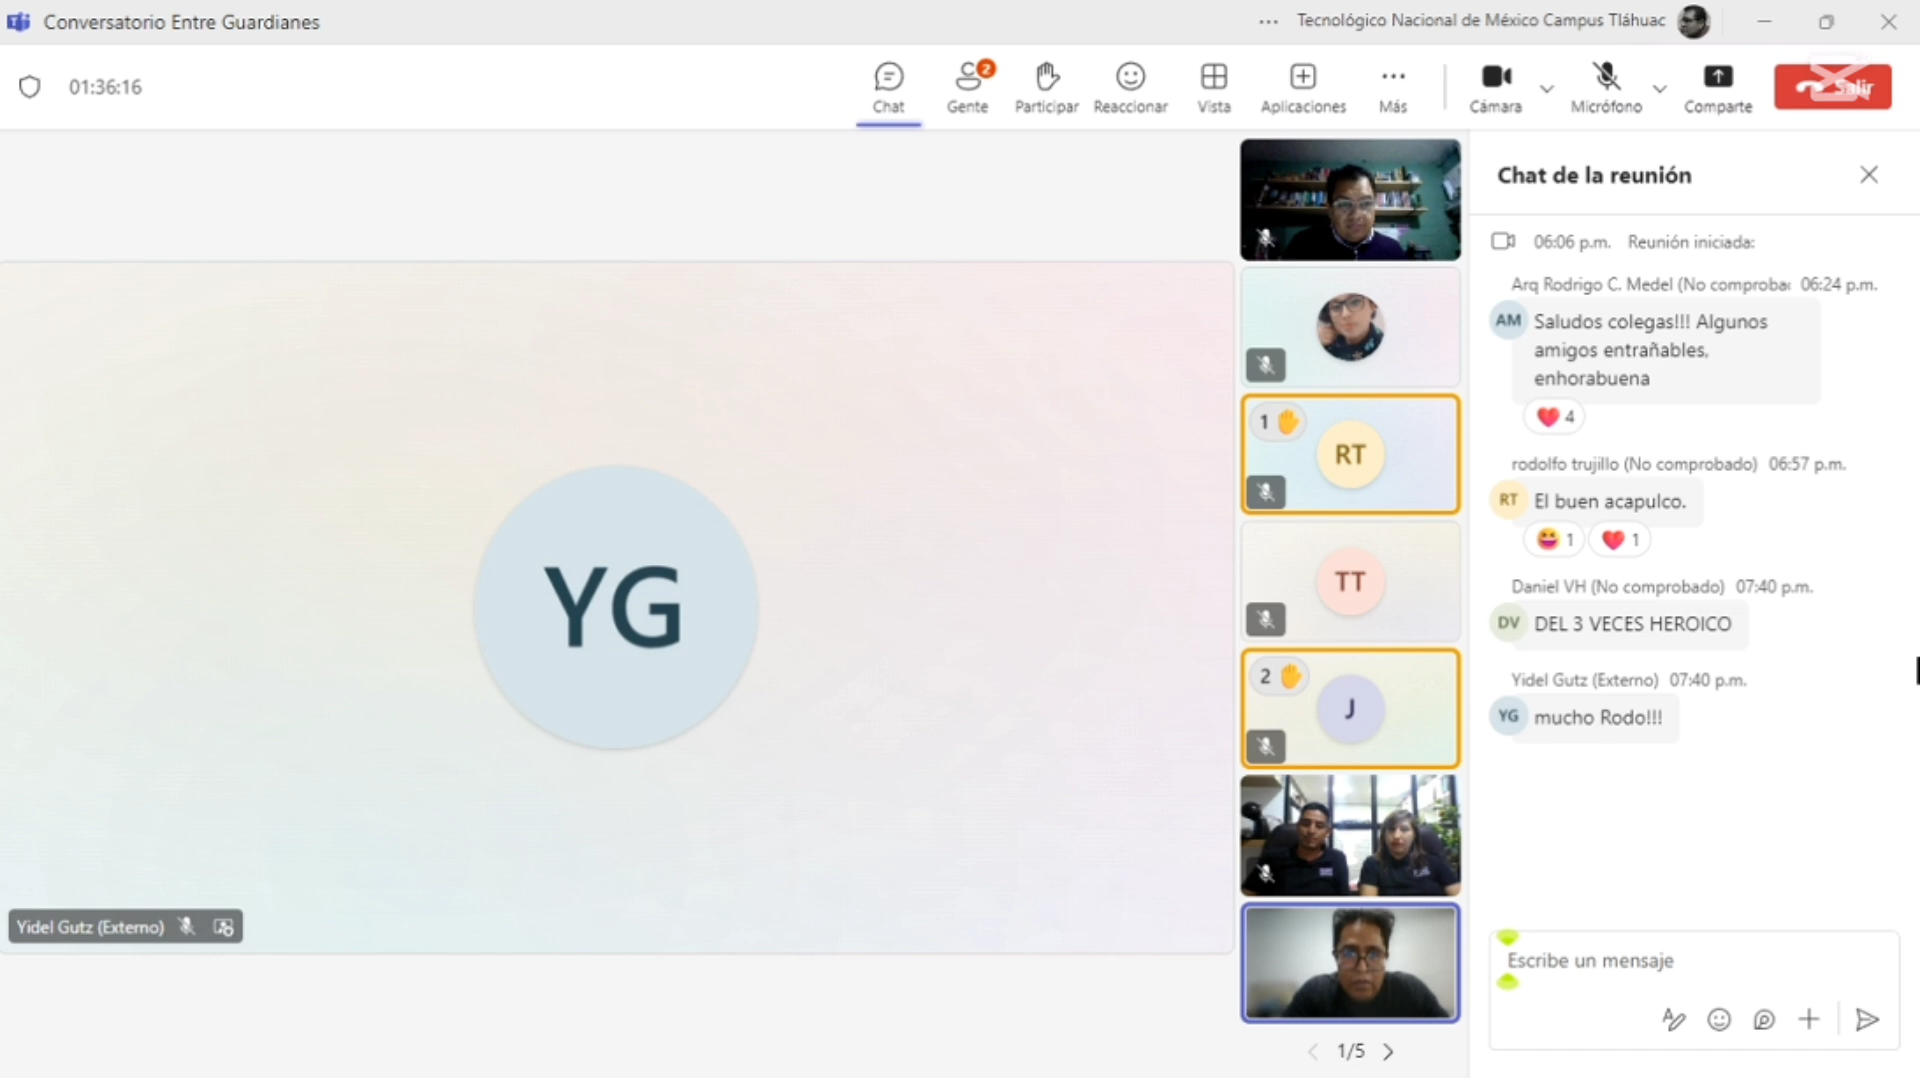 Conversatorio Entre Guardianes
Tecnológico Nacional de México Campus Tláhuac
01:36:16
Chat
2
Gente
Participar
Reaccionar
Vista
Aplicaciones
Más
Cámara
Micrófono
Comparte
Salir
YG
Yidel Gutz (Externo)
1
RT
TT
2
J
1/5
Chat de la reunión
06:06 p.m. Reunión iniciada:
Arq Rodrigo C. Medel (No comproba 06:24 p.m.
AM
Saludos colegas!!! Algunos
amigos entrañables,
enhorabuena
4
rodolfo trujillo (No comprobado) 06:57 p.m.
RT
El buen acapulco.
1
1
Daniel VH (No comprobado) 07:40 p.m.
DV
DEL 3 VECES HEROICO
Yidel Gutz (Externo) 07:40 p.m.
YG
mucho Rodo!!!
Escribe un mensaje